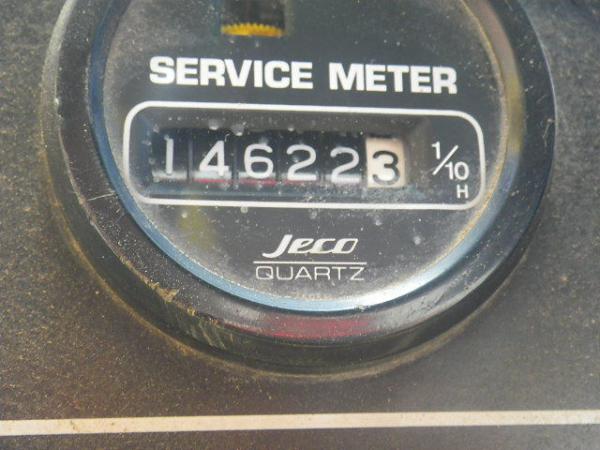 SERVICE METER
146223 1/10 H
Jeco
QUARTZ